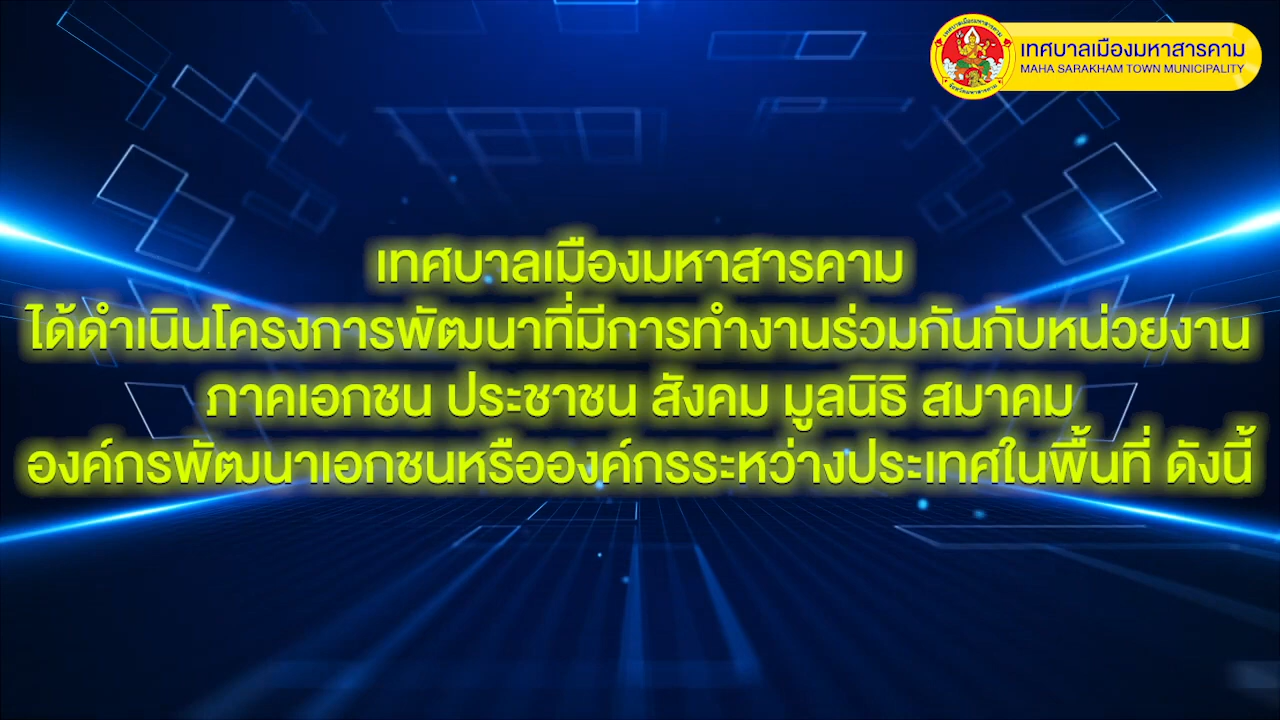 เทศบาลเมืองมหาสารคาม
MAHA SARAKHAM TOWN MUNICIPALITY
เทศบาลเมืองมหาสารคาม
ได้ดำเนินโครงการพัฒนาที่มีการทำงานร่วมกันกับหน่วยงาน
ภาคเอกชน ประชาชน สังคม มูลนิธิ สมาคม
องค์กรพัฒนาเอกชนหรือองค์กรระหว่างประเทศในพื้นที่ ดังนี้